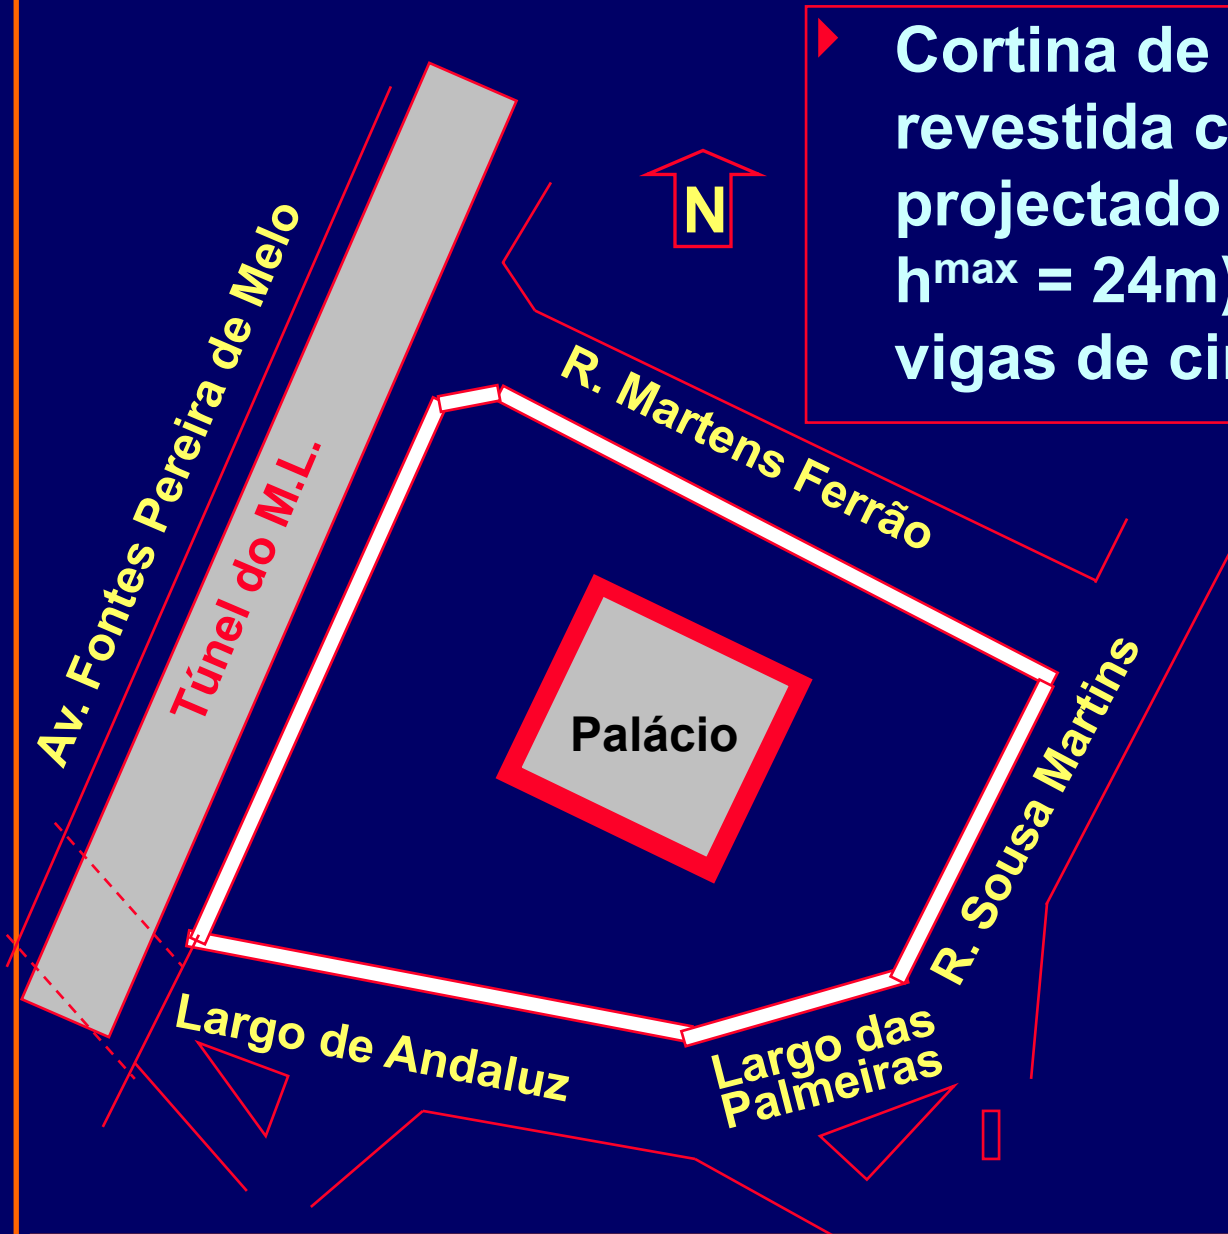 Cortina de
revestida c
projectado
hmax = 24m)
vigas de ci
N
Av. Fontes Pereira de Melo
Túnel do M.L.
R. Martens Ferrão
Palácio
R. Sousa Martins
Largo de Andaluz
Largo das
Palmeiras